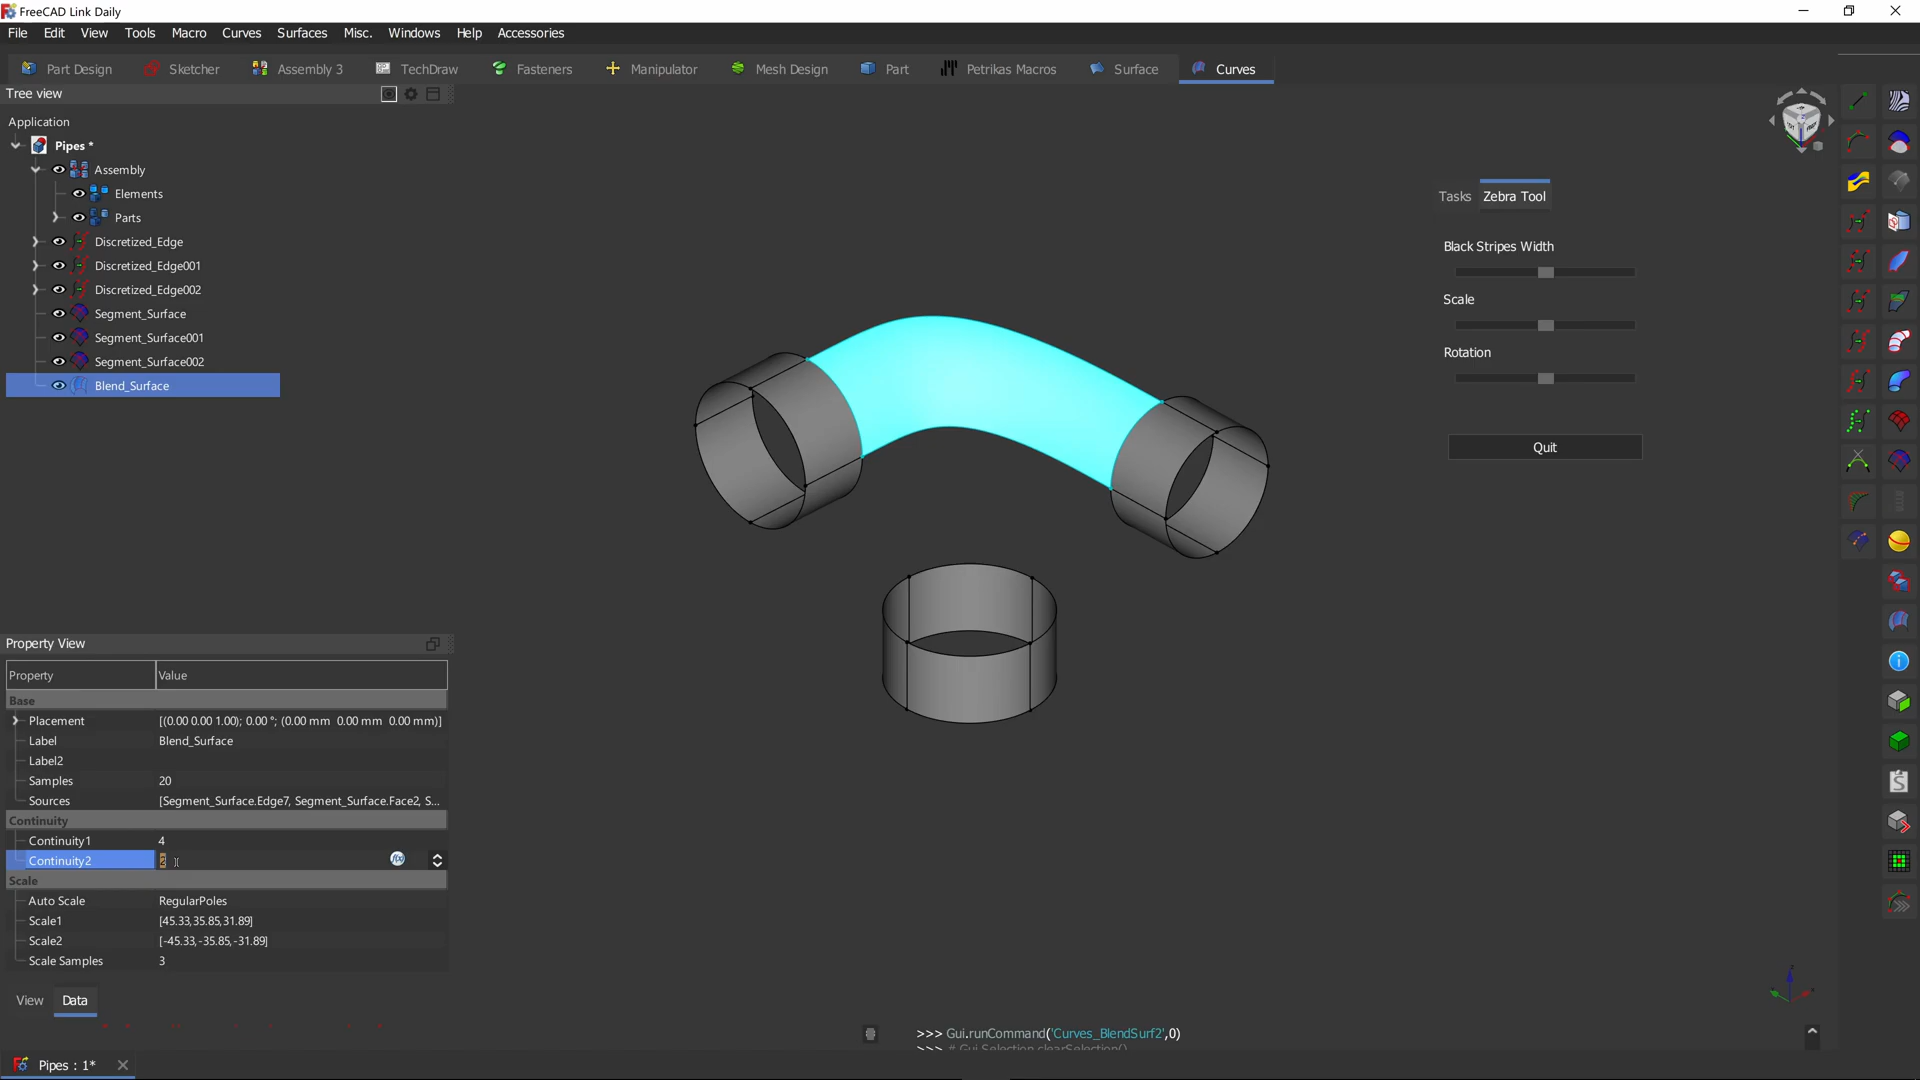 FreeCAD Link Daily
File Edit View Tools Macro Curves Surfaces Misc. Windows Help Accessories
Part Design Sketcher Assembly 3 TechDraw Fasteners Manipulator Mesh Design Part Petrikas Macros Surface Curves
Tree view
Application
Pipes *
Assembly
Elements
Parts
Discretized_Edge
Discretized_Edge001
Discretized_Edge002
Segment_Surface
Segment_Surface001
Segment_Surface002
Blend_Surface
Tasks Zebra Tool
Black Stripes Width
Scale
Rotation
Quit
Property View
Property Value
Base
Placement [(0.00 0.00 1.00); 0.00 °; (0.00 mm 0.00 mm 0.00 mm)]
Label Blend_Surface
Label2
Samples 20
Sources [Segment_Surface.Edge7, Segment_Surface.Face2, S...
Continuity
Continuity1 4
Continuity2 2
Scale
Auto Scale RegularPoles
Scale1 [45.33,35.85,31.89]
Scale2 [-45.33,-35.85,-31.89]
Scale Samples 3
View Data
>>> Gui.runCommand('Curves_BlendSurf2',0)
>>> # Gui.Selection.clearSelection()
Pipes : 1*